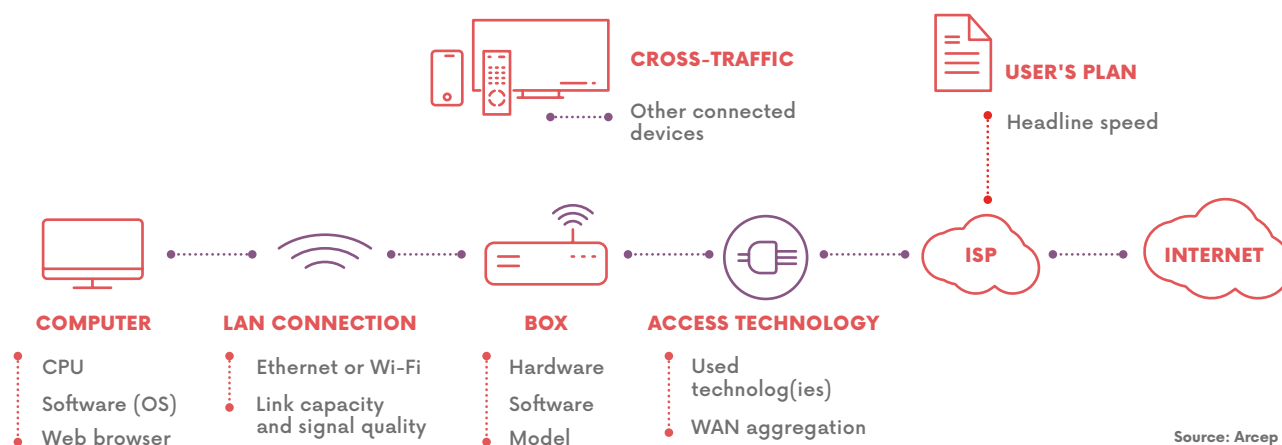 CROSS-TRAFFIC
Other connected
devices
USER'S PLAN
Headline speed
ISP
INTERNET
COMPUTER
CPU
Software (OS)
Web browser
LAN CONNECTION
Ethernet or Wi-Fi
Link capacity
and signal quality
BOX
Hardware
Software
Model
ACCESS TECHNOLOGY
Used
technolog(ies)
WAN aggregation
Source: Arcep